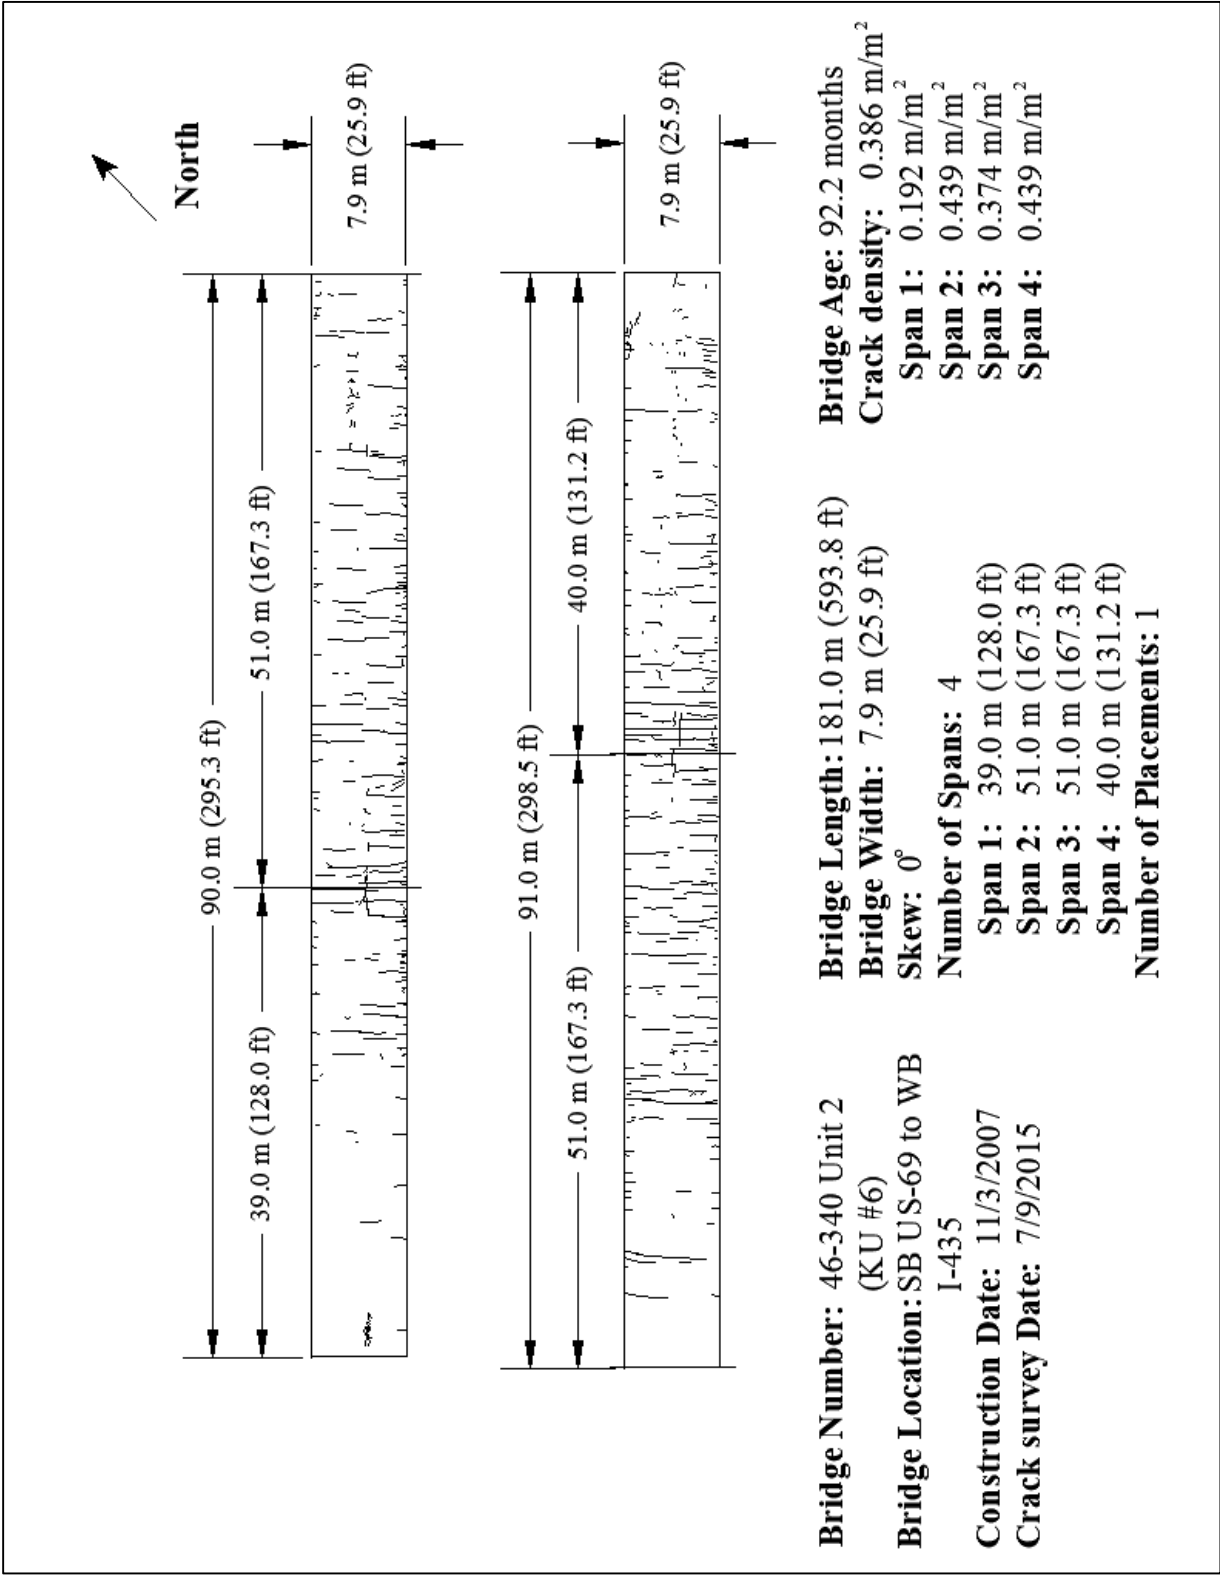 North
90.0 m (295.3 ft)
39.0 m (128.0 ft)
51.0 m (167.3 ft)
7.9 m (25.9 ft)
91.0 m (298.5 ft)
51.0 m (167.3 ft)
40.0 m (131.2 ft)
7.9 m (25.9 ft)
Bridge Number: 46-340 Unit 2
(KU #6)
Bridge Location: SB US-69 to WB
I-435
Construction Date: 11/3/2007
Crack survey Date: 7/9/2015
Bridge Length: 181.0 m (593.8 ft)
Bridge Width: 7.9 m (25.9 ft)
Skew: 0°
Number of Spans: 4
Span 1: 39.0 m (128.0 ft)
Span 2: 51.0 m (167.3 ft)
Span 3: 51.0 m (167.3 ft)
Span 4: 40.0 m (131.2 ft)
Number of Placements: 1
Bridge Age: 92.2 months
Crack density: 0.386 m/m²
Span 1: 0.192 m/m²
Span 2: 0.439 m/m²
Span 3: 0.374 m/m²
Span 4: 0.439 m/m²